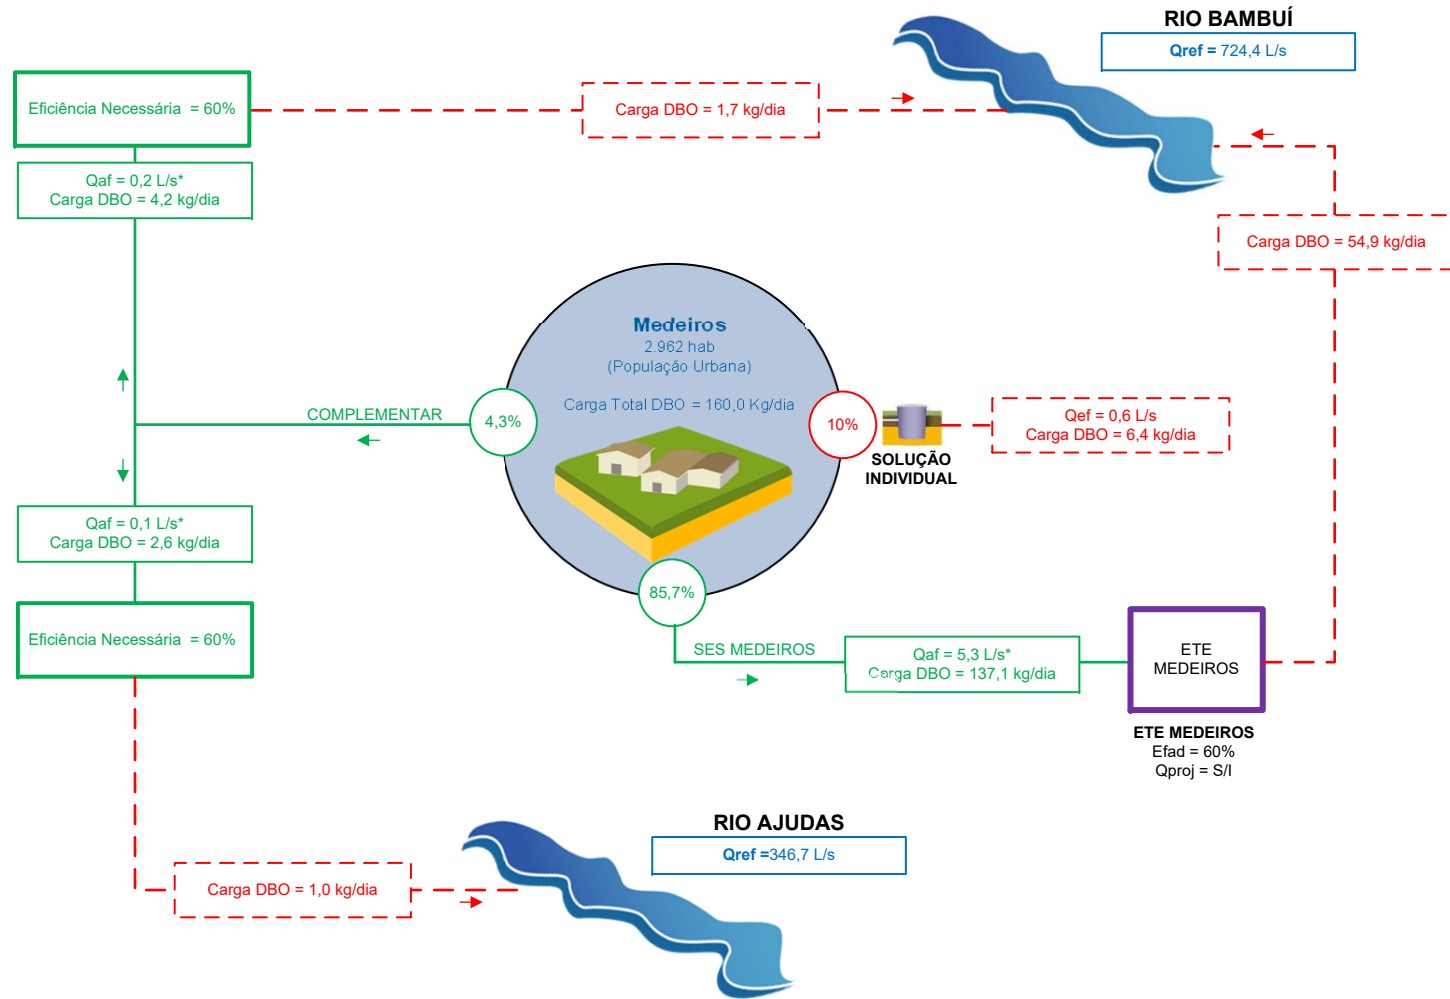 RIO BAMBUÍ
Qref = 724,4 L/s
Eficiência Necessária = 60%
Carga DBO = 1,7 kg/dia
Qaf = 0,2 L/s*
Carga DBO = 4,2 kg/dia
Carga DBO = 54,9 kg/dia
Medeiros
2.962 hab
(População Urbana)
Carga Total DBO = 160,0 Kg/dia
COMPLEMENTAR
4,3%
10%
SOLUÇÃO
INDIVIDUAL
Qef = 0,6 L/s
Carga DBO = 6,4 kg/dia
Qaf = 0,1 L/s*
Carga DBO = 2,6 kg/dia
Eficiência Necessária = 60%
85,7%
SES MEDEIROS
Qaf = 5,3 L/s*
Carga DBO = 137,1 kg/dia
ETE
MEDEIROS
ETE MEDEIROS
Efad = 60%
Qproj = S/I
RIO AJUDAS
Qref =346,7 L/s
Carga DBO = 1,0 kg/dia